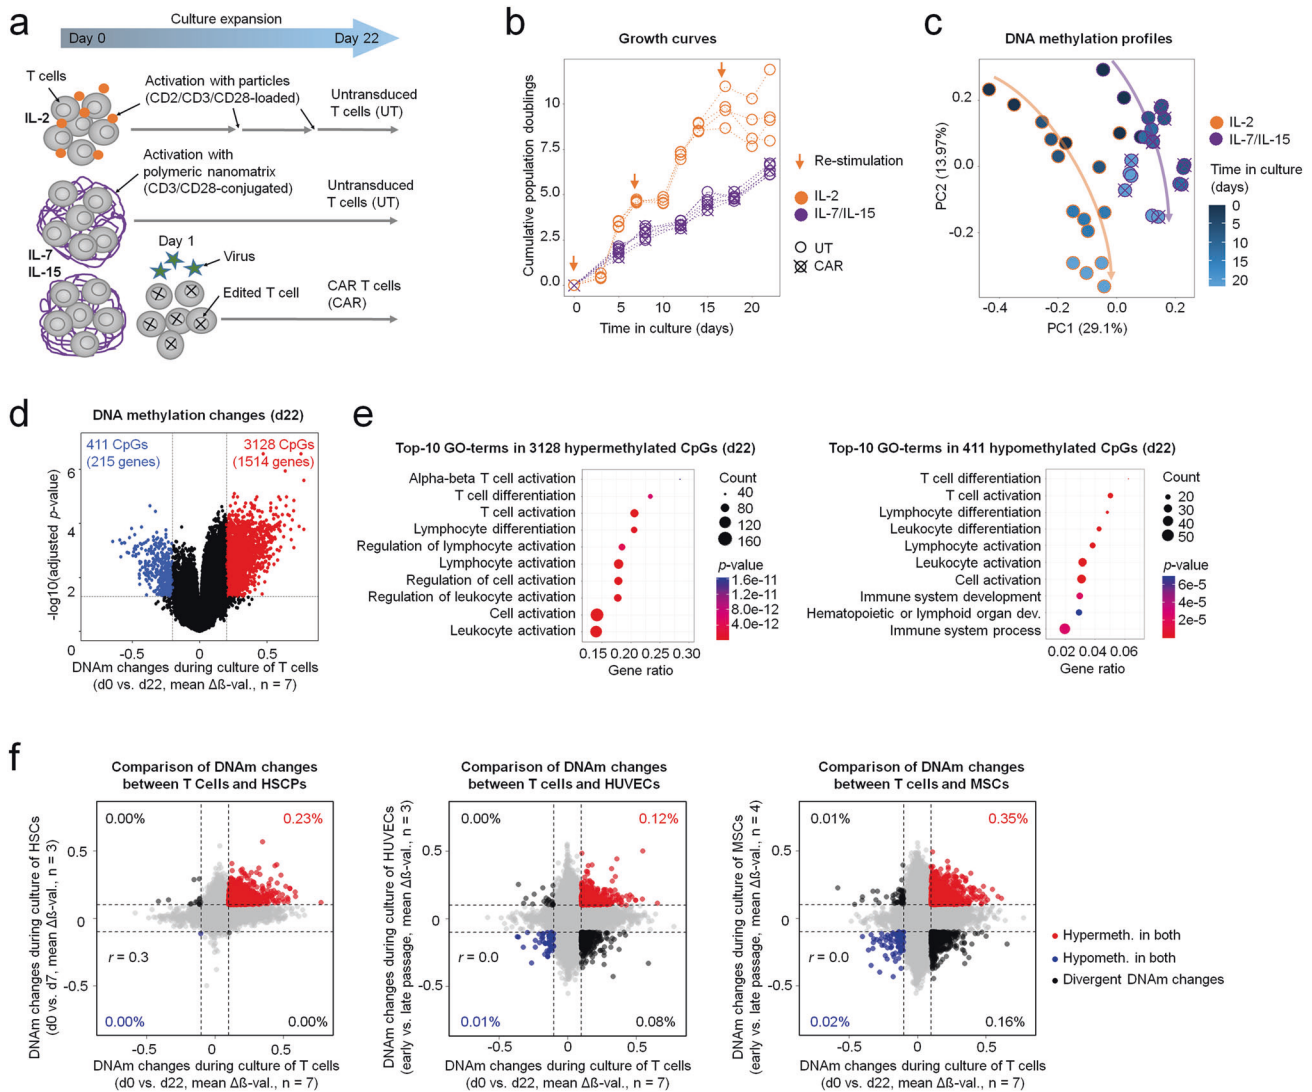 a
Culture expansion
Day 0
Day 22
T cells
IL-2
Activation with particles
(CD2/CD3/CD28-loaded)
Untransduced
T cells (UT)
Activation with
polymeric nanomatrix
(CD3/CD28-conjugated)
Untransduced
T cells (UT)
IL-7
IL-15
Day 1
Virus
Edited T cell
CAR T cells
(CAR)
b
Growth curves
Cumulative population doublings
10
7.5
5.0
2.5
0.0
0
5
10
15
20
Time in culture (days)
Re-stimulation
IL-2
IL-7/IL-15
UT
CAR
c
DNA methylation profiles
PC2 (13.97%)
0.2
0.0
-0.2
-0.4
-0.2
0.0
0.2
PC1 (29.1%)
IL-2
IL-7/IL-15
Time in culture
(days)
0
5
10
15
20
d
DNA methylation changes (d22)
411 CpGs
(215 genes)
3128 CpGs
(1514 genes)
-log10(adjusted p-value)
6
4
2
0
-0.5
0
0.5
DNAm changes during culture of T cells
(d0 vs. d22, mean Δß-val., n = 7)
e
Top-10 GO-terms in 3128 hypermethylated CpGs (d22)
Alpha-beta T cell activation
T cell differentiation
T cell activation
Lymphocyte differentiation
Regulation of lymphocyte activation
Lymphocyte activation
Regulation of cell activation
Regulation of leukocyte activation
Cell activation
Leukocyte activation
0.15 0.20 0.25 0.30
Gene ratio
Count
40
80
120
160
p-value
1.6e-11
1.2e-11
8.0e-12
4.0e-12
Top-10 GO-terms in 411 hypomethylated CpGs (d22)
T cell differentiation
T cell activation
Lymphocyte differentiation
Leukocyte differentiation
Lymphocyte activation
Leukocyte activation
Cell activation
Immune system development
Hematopoietic or lymphoid organ dev.
Immune system process
0.02 0.04 0.06
Gene ratio
Count
20
30
40
50
p-value
6e-5
4e-5
2e-5
f
Comparison of DNAm changes
between T Cells and HSCPs
DNAm changes during culture of HSCs
(d0 vs. d7, mean Δß-val., n = 3)
0.00%
0.23%
0.5
0
-0.5
r = 0.3
0.00%
0.00%
-0.5
0
0.5
DNAm changes during culture of T cells
(d0 vs. d22, mean Δß-val., n = 7)
Comparison of DNAm changes
between T cells and HUVECs
DNAm changes during culture of HUVECs
(early vs. late passage, mean Δß-val., n = 3)
0.00%
0.12%
0.5
0
-0.5
r = 0.0
0.01%
0.08%
-0.5
0
0.5
DNAm changes during culture of T cells
(d0 vs. d22, mean Δß-val., n = 7)
Comparison of DNAm changes
between T cells and MSCs
DNAm changes during culture of MSCs
(early vs. late passage, mean Δß-val., n = 4)
0.01%
0.35%
0.5
0
-0.5
r = 0.0
0.02%
0.16%
-0.5
0
0.5
DNAm changes during culture of T cells
(d0 vs. d22, mean Δß-val., n = 7)
Hypermeth. in both
Hypometh. in both
Divergent DNAm changes